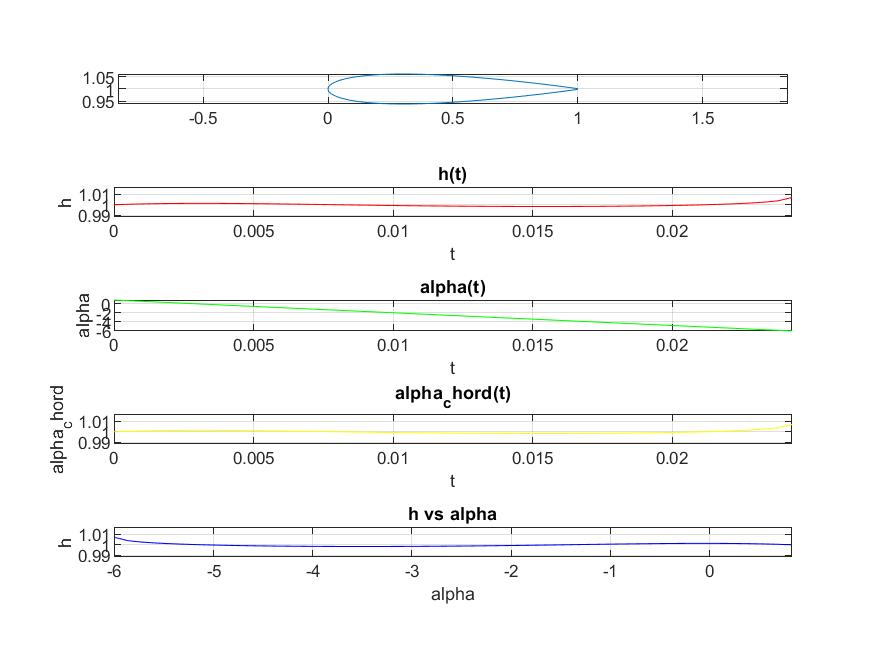 1.05
1
0.95
-0.5 0 0.5 1 1.5
h(t)
h
1.01
1
0.99
0 0.005 0.01 0.015 0.02
t
alpha(t)
alpha
0
-2
-4
-6
0 0.005 0.01 0.015 0.02
t
alpha_chord(t)
alpha_chord
1.01
1
0.99
0 0.005 0.01 0.015 0.02
t
h vs alpha
h
1.01
1
0.99
-6 -5 -4 -3 -2 -1 0
alpha